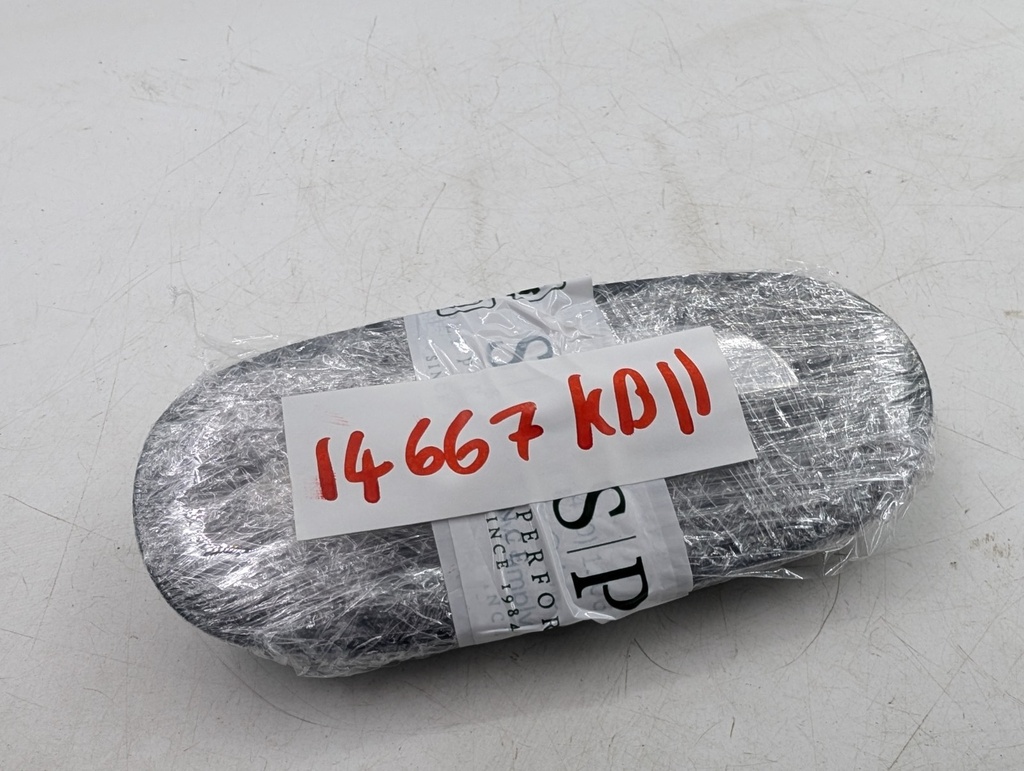 14667 KB11
S
S|P
PERFOR
INCE 1984